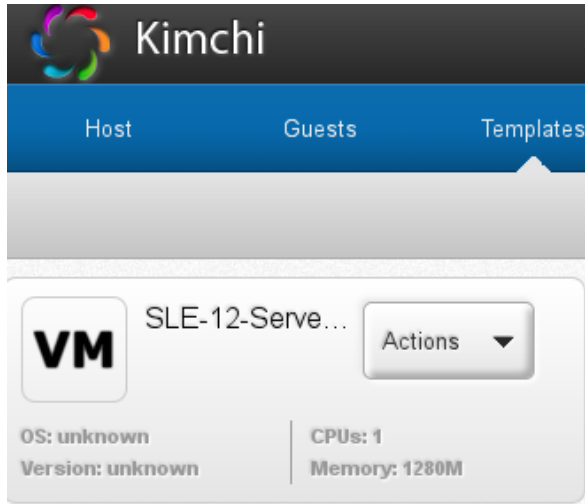 Kimchi
Host Guests Templates
VM
SLE-12-Serve...
Actions
OS: unknown
Version: unknown
CPUs: 1
Memory: 1280M